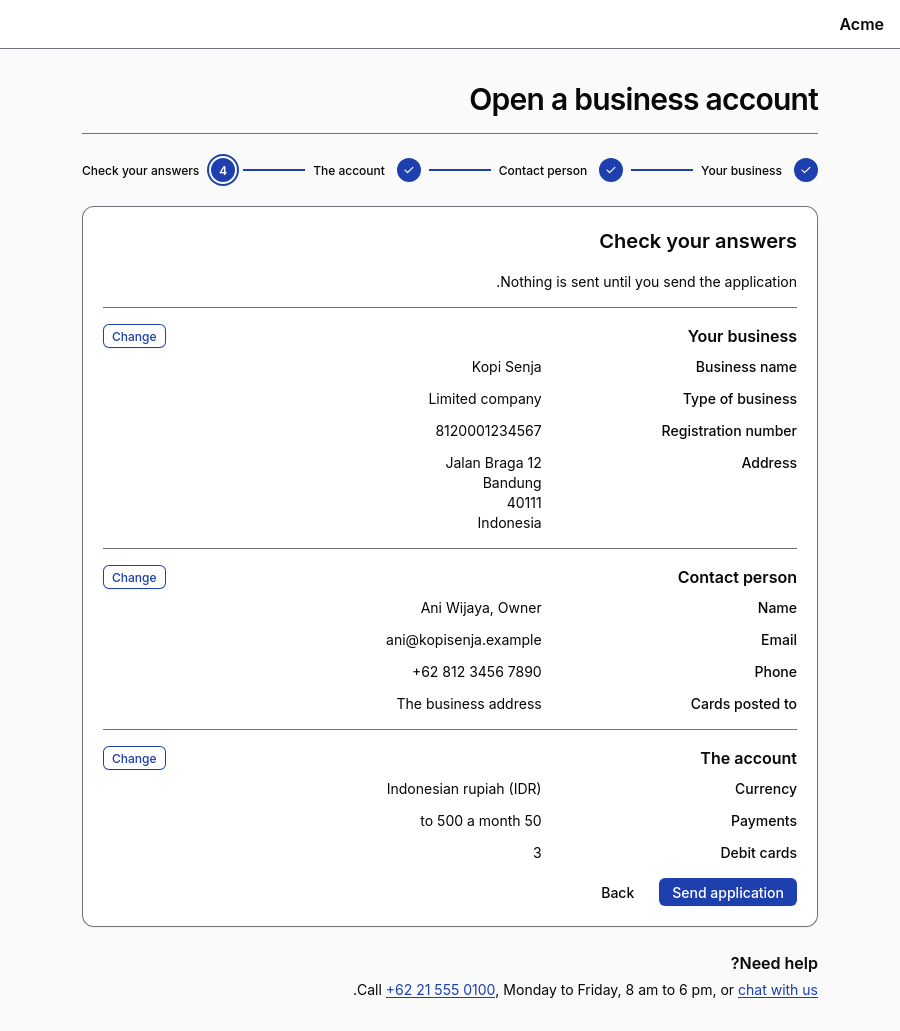 Acme
Open a business account
Your business
Contact person
The account
4 Check your answers
Check your answers
.Nothing is sent until you send the application
Your business
Change
Business name
Kopi Senja
Type of business
Limited company
Registration number
8120001234567
Address
Jalan Braga 12
Bandung
40111
Indonesia
Contact person
Change
Name
Ani Wijaya, Owner
Email
ani@kopisenja.example
Phone
+62 812 3456 7890
Cards posted to
The business address
The account
Change
Currency
Indonesian rupiah (IDR)
Payments
to 500 a month 50
Debit cards
3
Send application
Back
?Need help
.Call +62 21 555 0100, Monday to Friday, 8 am to 6 pm, or chat with us